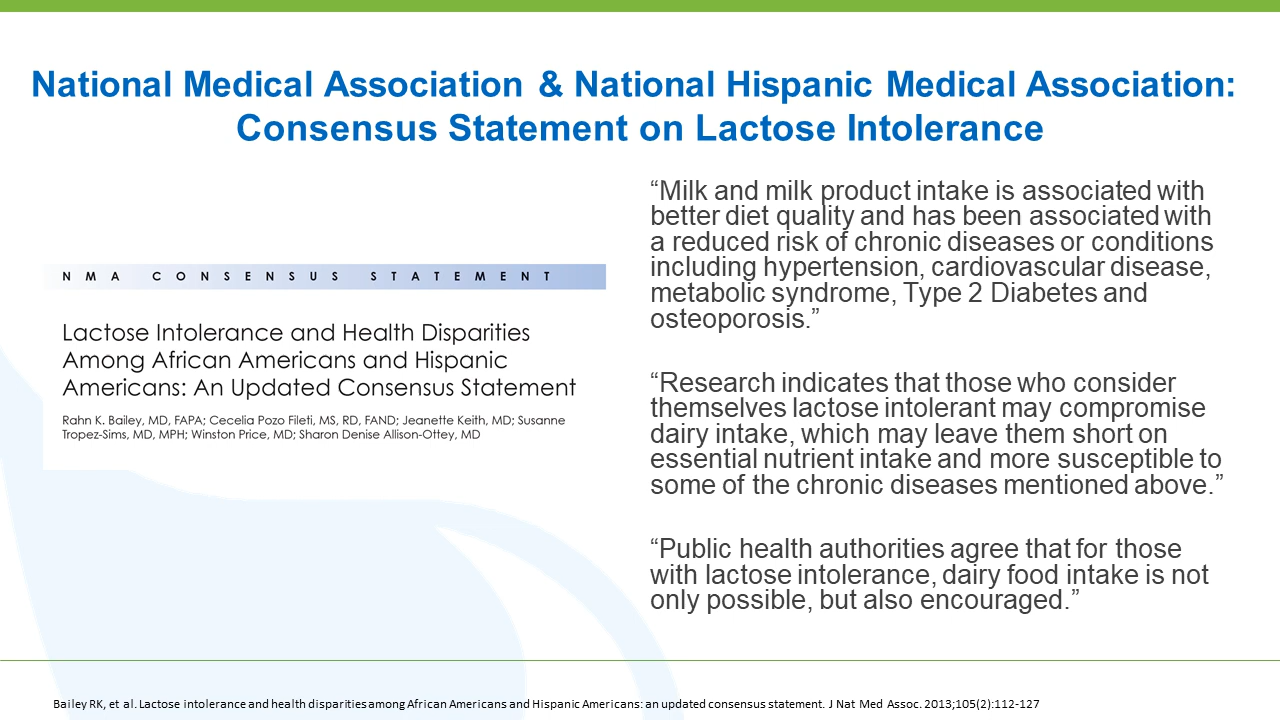 National Medical Association & National Hispanic Medical Association:
Consensus Statement on Lactose Intolerance
NMA CONSENSUS STATEMENT
Lactose Intolerance and Health Disparities
Among African Americans and Hispanic
Americans: An Updated Consensus Statement
Rahn K. Bailey, MD, FAPA; Cecelia Pozo Fileti, MS, RD, FAND; Jeanette Keith, MD; Susanne
Tropez-Sims, MD, MPH; Winston Price, MD; Sharon Denise Allison-Ottey, MD
“Milk and milk product intake is associated with
better diet quality and has been associated with
a reduced risk of chronic diseases or conditions
including hypertension, cardiovascular disease,
metabolic syndrome, Type 2 Diabetes and
osteoporosis.”
“Research indicates that those who consider
themselves lactose intolerant may compromise
dairy intake, which may leave them short on
essential nutrient intake and more susceptible to
some of the chronic diseases mentioned above.”
“Public health authorities agree that for those
with lactose intolerance, dairy food intake is not
only possible, but also encouraged.”
Bailey RK, et al. Lactose intolerance and health disparities among African Americans and Hispanic Americans: an updated consensus statement. J Nat Med Assoc. 2013;105(2):112-127